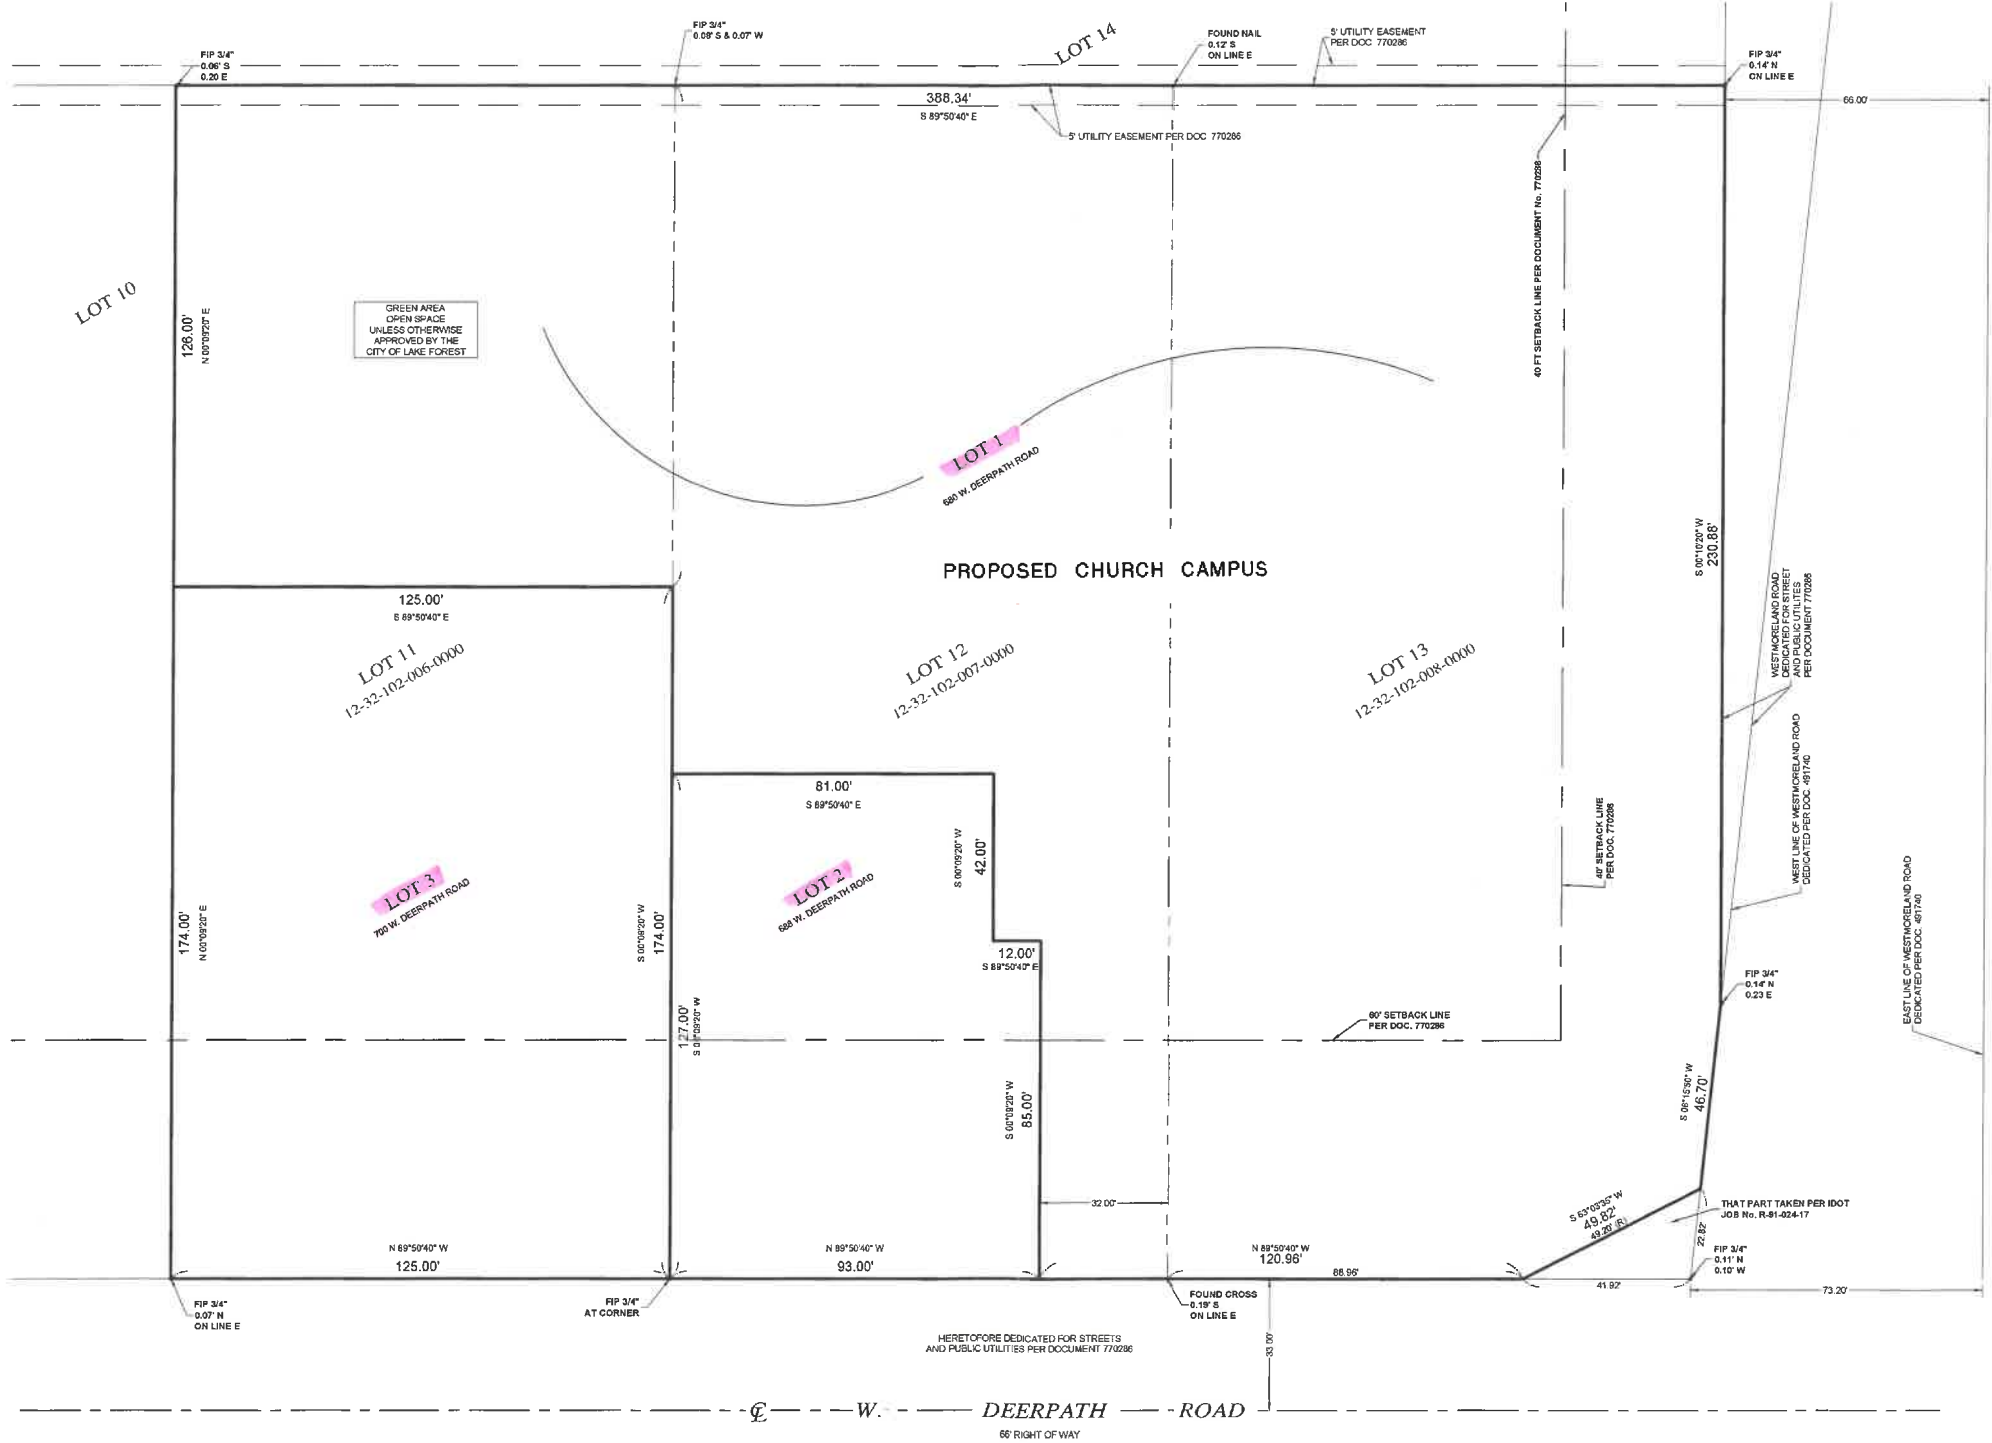 FIP 3/4"
0.06' S
0.20 E
FIP 3/4"
0.08' S & 0.07' W
LOT 14
FOUND NAIL
0.12' S
ON LINE E
5' UTILITY EASEMENT
PER DOC 770286
FIP 3/4"
0.14' N
ON LINE E
388.34'
S 89°50'40" E
5' UTILITY EASEMENT PER DOC 770286
66.00'
40 FT SETBACK LINE PER DOCUMENT No. 770286
LOT 10
126.00'
N 00°09'20" E
GREEN AREA
OPEN SPACE
UNLESS OTHERWISE
APPROVED BY THE
CITY OF LAKE FOREST
LOT 1
680 W. DEERPATH ROAD
PROPOSED CHURCH CAMPUS
S 00°10'20" W
230.88'
WESTMORELAND ROAD
DEDICATED FOR STREET
AND PUBLIC UTILITES
PER DOCUMENT 770286
125.00'
S 89°50'40" E
LOT 11
12-32-102-006-0000
LOT 12
12-32-102-007-0000
LOT 13
12-32-102-008-0000
WEST LINE OF WESTMORELAND ROAD
DEDICATED PER DOC. 491740
81.00'
S 89°50'40" E
S 00°09'20" W
42.00'
40' SETBACK LINE
PER DOC. 770286
LOT 3
700 W. DEERPATH ROAD
LOT 2
688 W. DEERPATH ROAD
EAST LINE OF WESTMORELAND ROAD
DEDICATED PER DOC. 491740
174.00'
N 00°09'20" E
S 00°09'20" W
174.00'
12.00'
S 89°50'40" E
FIP 3/4"
0.14' N
0.23 E
127.00'
S 00°09'20" W
60' SETBACK LINE
PER DOC. 770286
S 00°09'20" W
85.00'
S 06°15'50" W
46.70'
32.00'
S 63°03'35" W
49.82'
49.20' (R)
THAT PART TAKEN PER IDOT
JOB No. R-91-024-17
22.82'
N 89°50'40" W
125.00'
N 89°50'40" W
93.00'
N 89°50'40" W
120.96'
88.96'
41.92'
FIP 3/4"
0.11' N
0.10' W
73.20'
FIP 3/4"
0.07' N
ON LINE E
FIP 3/4"
AT CORNER
FOUND CROSS
0.19' S
ON LINE E
HERETOFORE DEDICATED FOR STREETS
AND PUBLIC UTILITIES PER DOCUMENT 770286
33.00'
℄ W. DEERPATH ROAD
66' RIGHT OF WAY